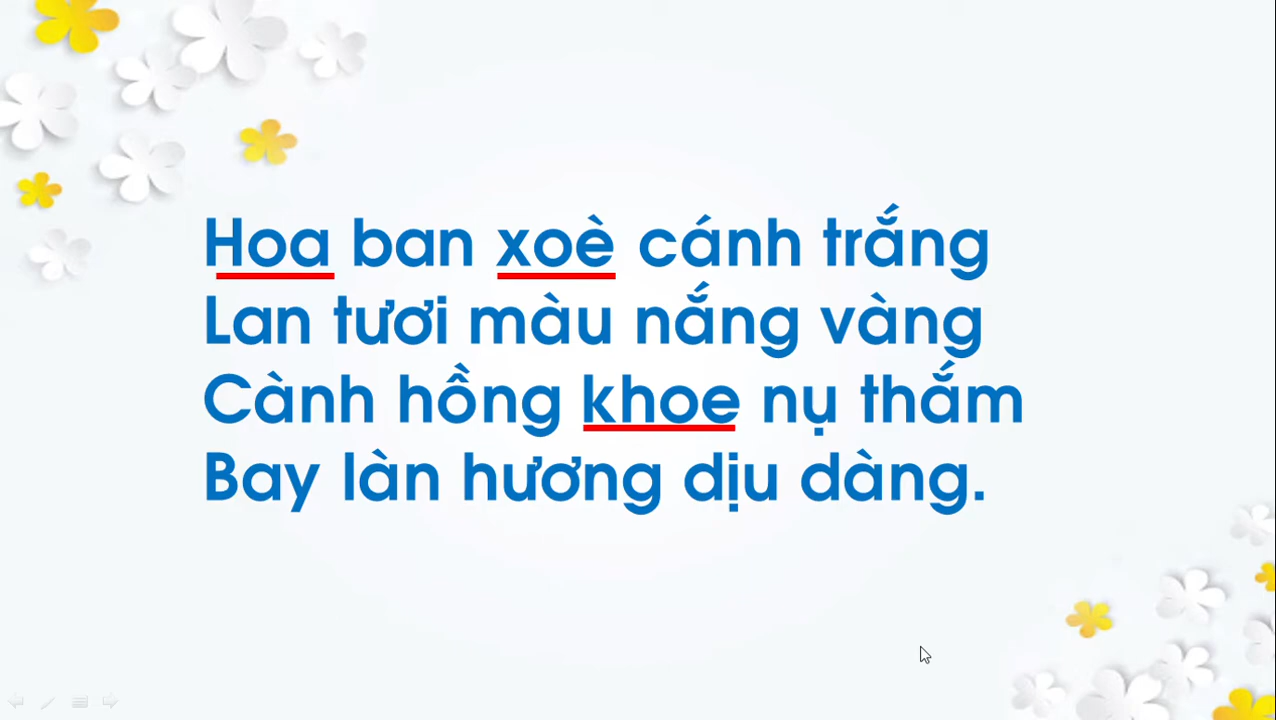 Hoa ban xoè cánh trắng
Lan tươi màu nắng vàng
Cành hồng khoe nụ thắm
Bay làn hương dịu dàng.